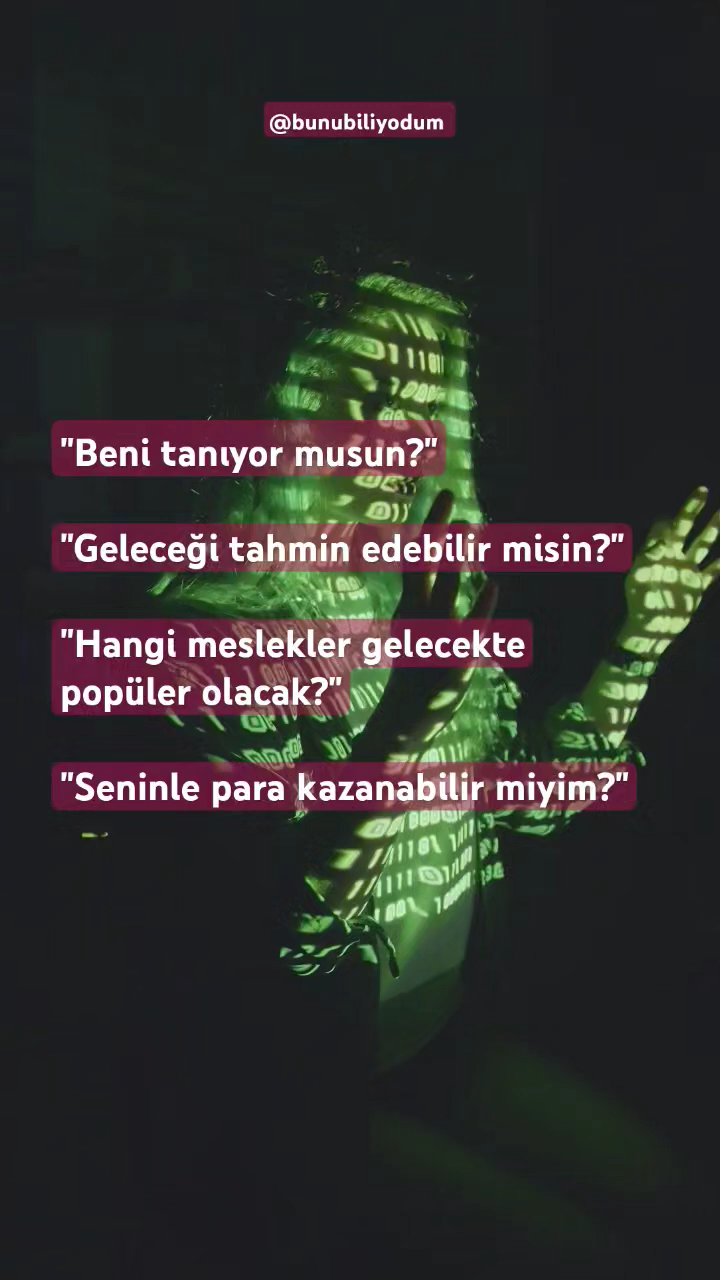 @bunubiliyodum
"Beni tanıyor musun?"
"Geleceği tahmin edebilir misin?"
"Hangi meslekler gelecekte
popüler olacak?"
"Seninle para kazanabilir miyim?"